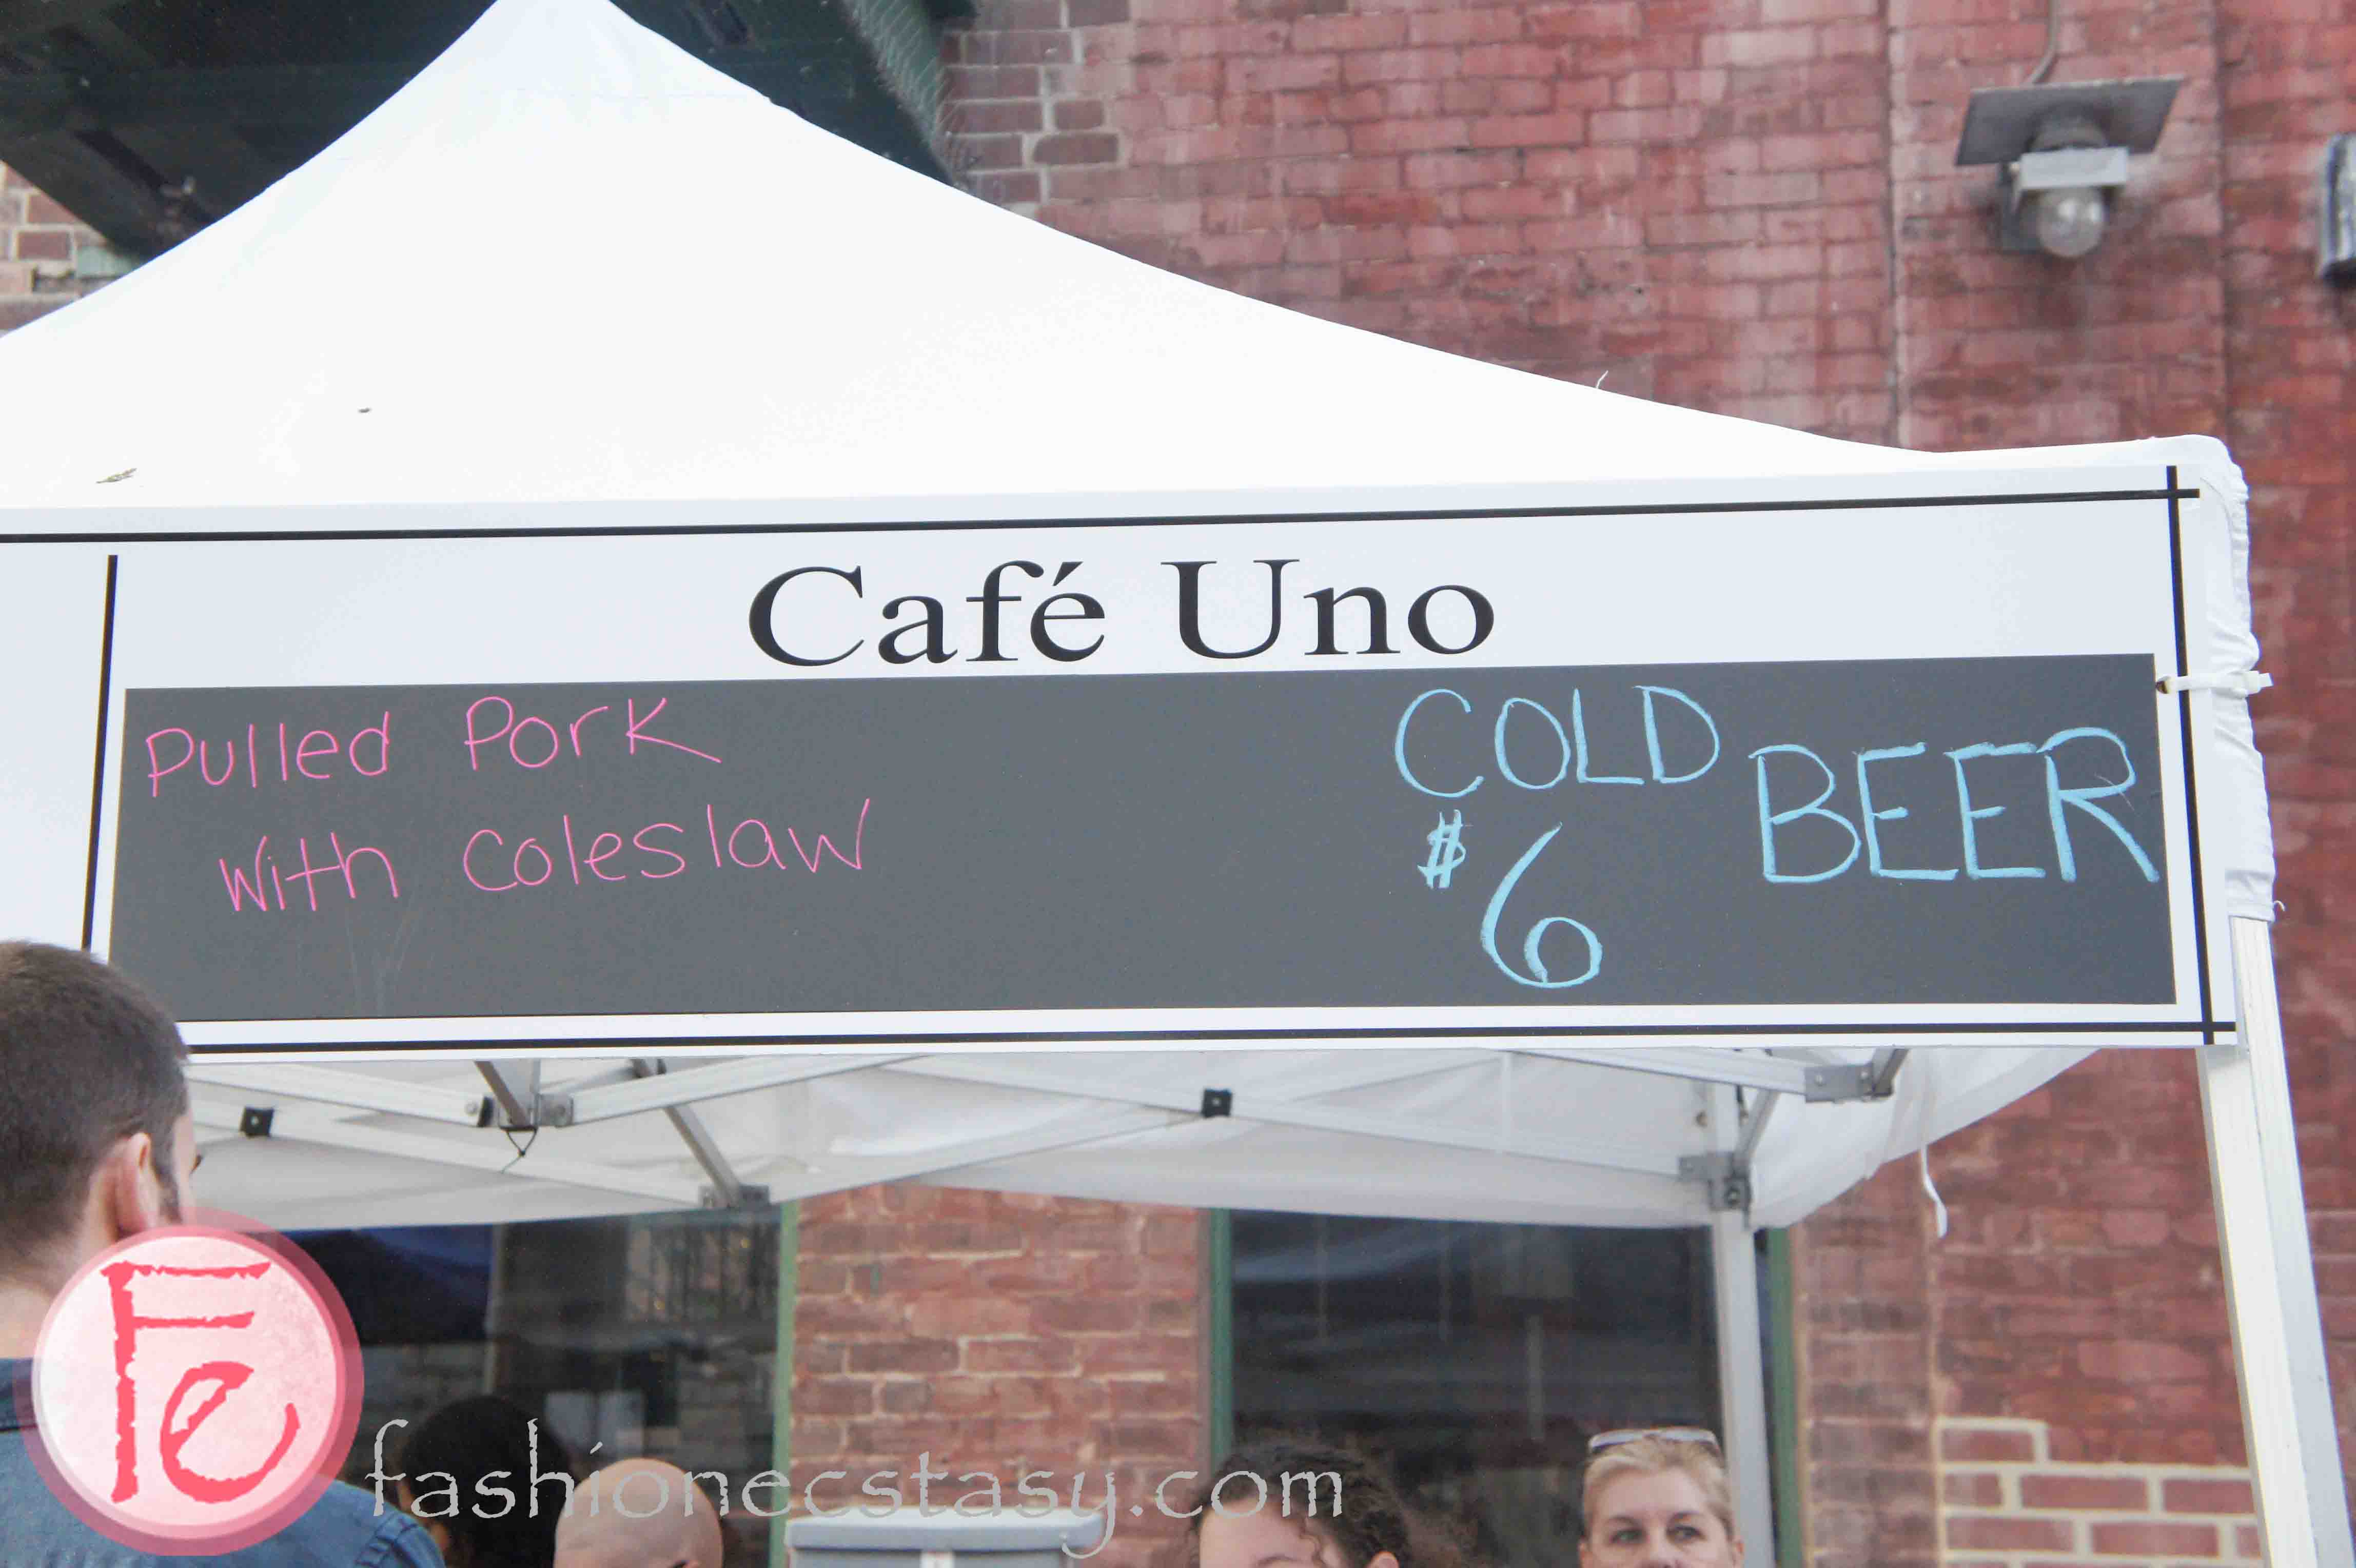 Café Uno
Pulled Pork
With Coleslaw
COLD BEER
$6
Fe
fashionecstasy.com